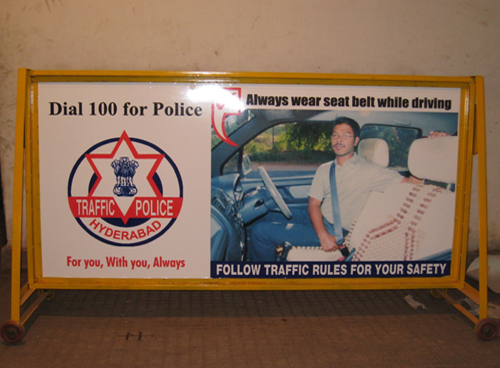 Dial 100 for Police
TRAFFIC POLICE
HYDERABAD
For you, With you, Always
Always wear seat belt while driving
FOLLOW TRAFFIC RULES FOR YOUR SAFETY